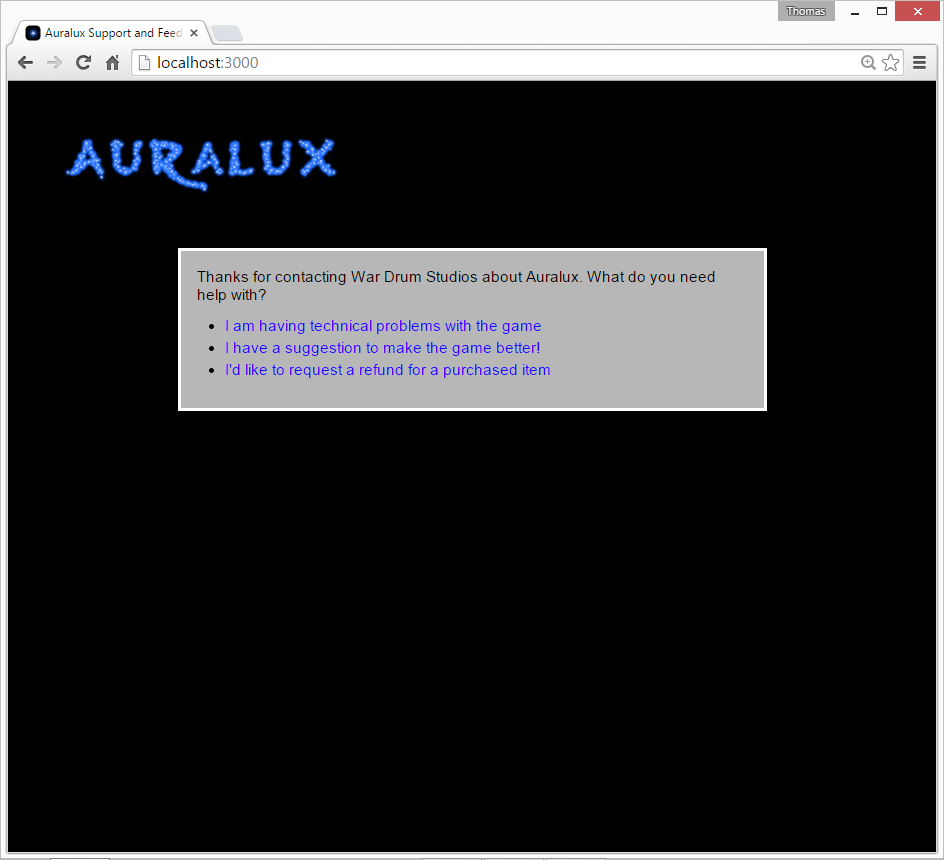 Thomas
Auralux Support and Feed
localhost:3000
AURALUX
Thanks for contacting War Drum Studios about Auralux. What do you need
help with?
I am having technical problems with the game
I have a suggestion to make the game better!
I'd like to request a refund for a purchased item